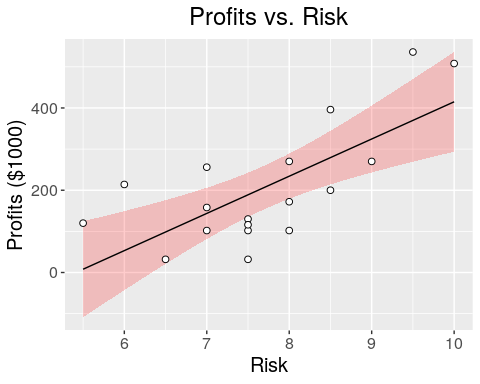 Profits vs. Risk
Profits ($1000)
400
200
0
6 7 8 9 10
Risk